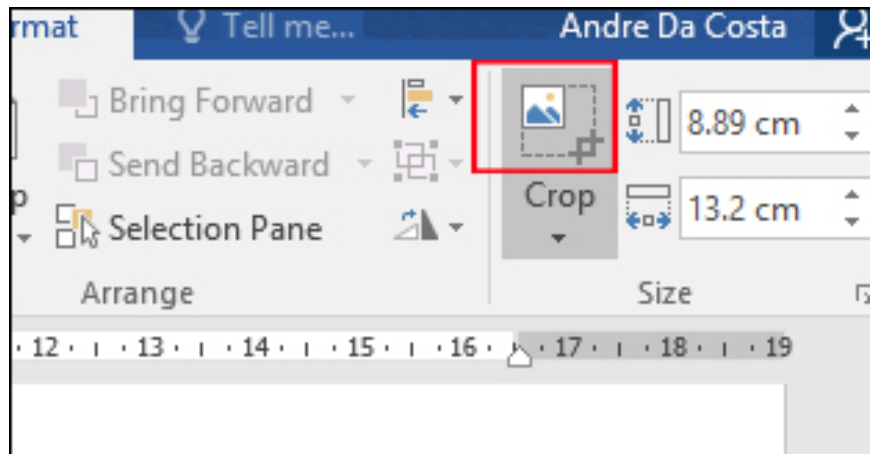 rmat Tell me... Andre Da Costa
Bring Forward
8.89 cm
Send Backward
p
Crop
13.2 cm
Selection Pane
Arrange
Size
12 13 14 15 16 17 18 19